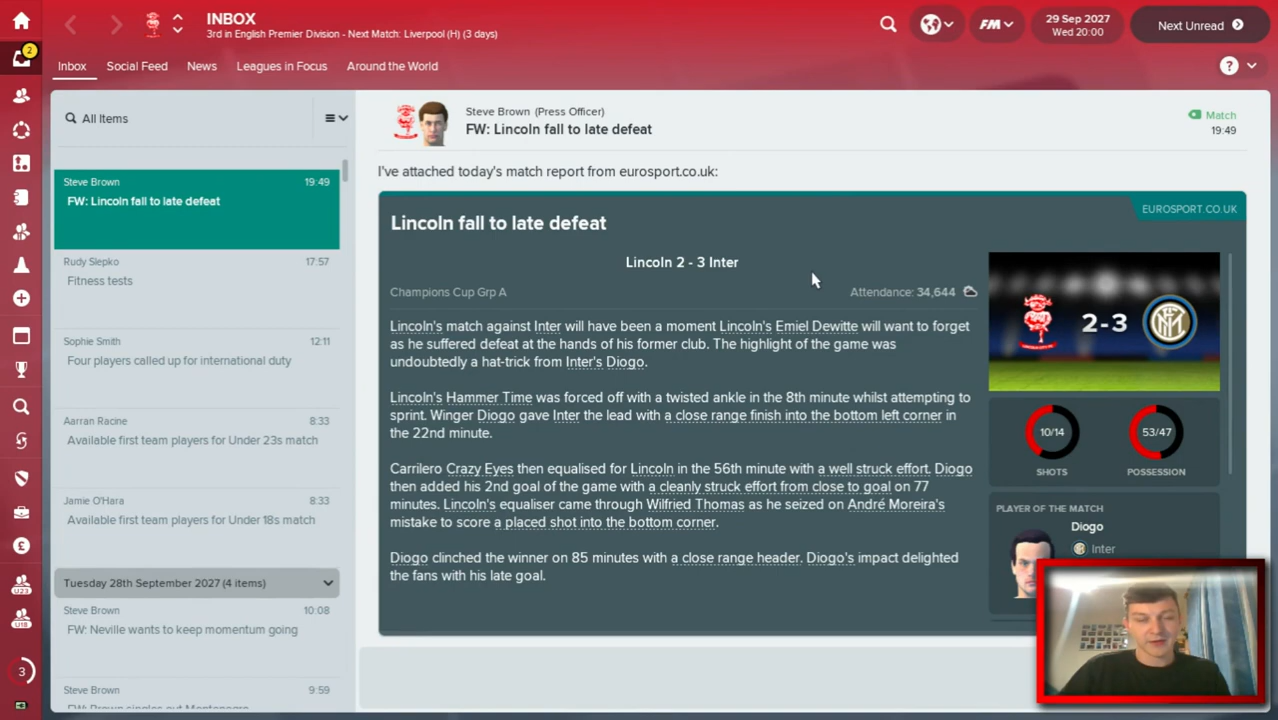 INBOX
3rd in English Premier Division - Next Match: Liverpool (H) (3 days)
FM
29 Sep 2027
Wed 20:00
Next Unread
2
Inbox
Social Feed
News
Leagues in Focus
Around the World
?
All Items
Steve Brown 19:49
FW: Lincoln fall to late defeat
Rudy Slepko 17:57
Fitness tests
Sophie Smith 12:11
Four players called up for international duty
Aarran Racine 8:33
Available first team players for Under 23s match
Jamie O'Hara 8:33
Available first team players for Under 18s match
Tuesday 28th September 2027 (4 items)
Steve Brown 10:08
FW: Neville wants to keep momentum going
Steve Brown 9:59
FW: Brown singles out Montenegro
U23
U18
3
Steve Brown (Press Officer)
FW: Lincoln fall to late defeat
Match
19:49
I've attached today's match report from eurosport.co.uk:
EUROSPORT.CO.UK
Lincoln fall to late defeat
Lincoln 2 - 3 Inter
Champions Cup Grp A
Attendance: 34,644
Lincoln's match against Inter will have been a moment Lincoln's Emiel Dewitte will want to forget
as he suffered defeat at the hands of his former club. The highlight of the game was
undoubtedly a hat-trick from Inter's Diogo.
Lincoln's Hammer Time was forced off with a twisted ankle in the 8th minute whilst attempting to
sprint. Winger Diogo gave Inter the lead with a close range finish into the bottom left corner in
the 22nd minute.
Carrilero Crazy Eyes then equalised for Lincoln in the 56th minute with a well struck effort. Diogo
then added his 2nd goal of the game with a cleanly struck effort from close to goal on 77
minutes. Lincoln's equaliser came through Wilfried Thomas as he seized on André Moreira's
mistake to score a placed shot into the bottom corner.
Diogo clinched the winner on 85 minutes with a close range header. Diogo's impact delighted
the fans with his late goal.
2-3
10/14
SHOTS
53/47
POSSESSION
PLAYER OF THE MATCH
Diogo
Inter